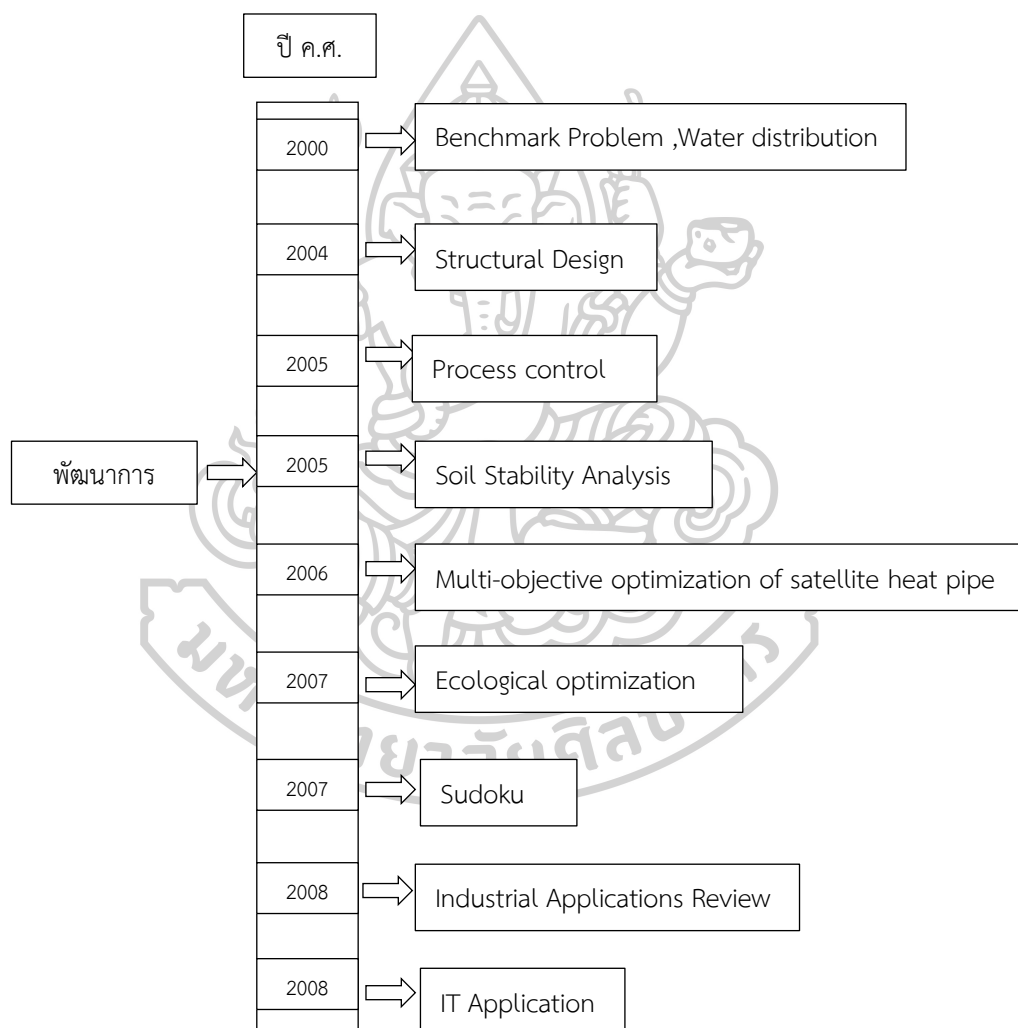 ปี ค.ศ.
2000
Benchmark Problem ,Water distribution
2004
Structural Design
2005
Process control
พัฒนาการ
2005
Soil Stability Analysis
2006
Multi-objective optimization of satellite heat pipe
2007
Ecological optimization
2007
Sudoku
2008
Industrial Applications Review
2008
IT Application